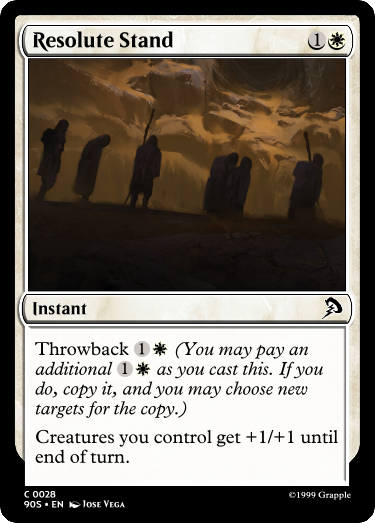 Resolute Stand 1
Instant
Throwback 1 (You may pay an
additional 1 as you cast this. If you
do, copy it, and you may choose new
targets for the copy.)
Creatures you control get +1/+1 until
end of turn.
C 0028
90S • EN Jose Vega
©1999 Grapple